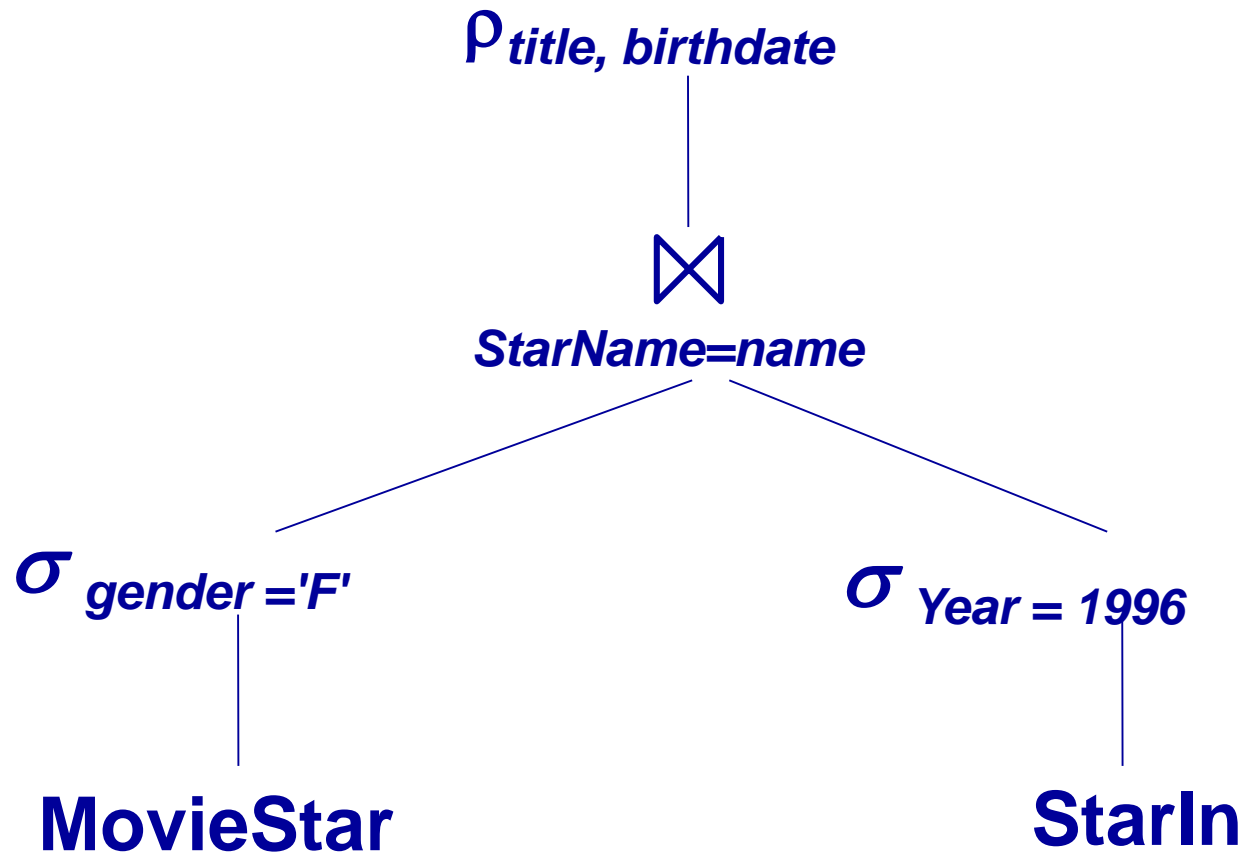 ρ title, birthdate
⋈
StarName=name
σ gender ='F'
σ Year = 1996
MovieStar
StarIn